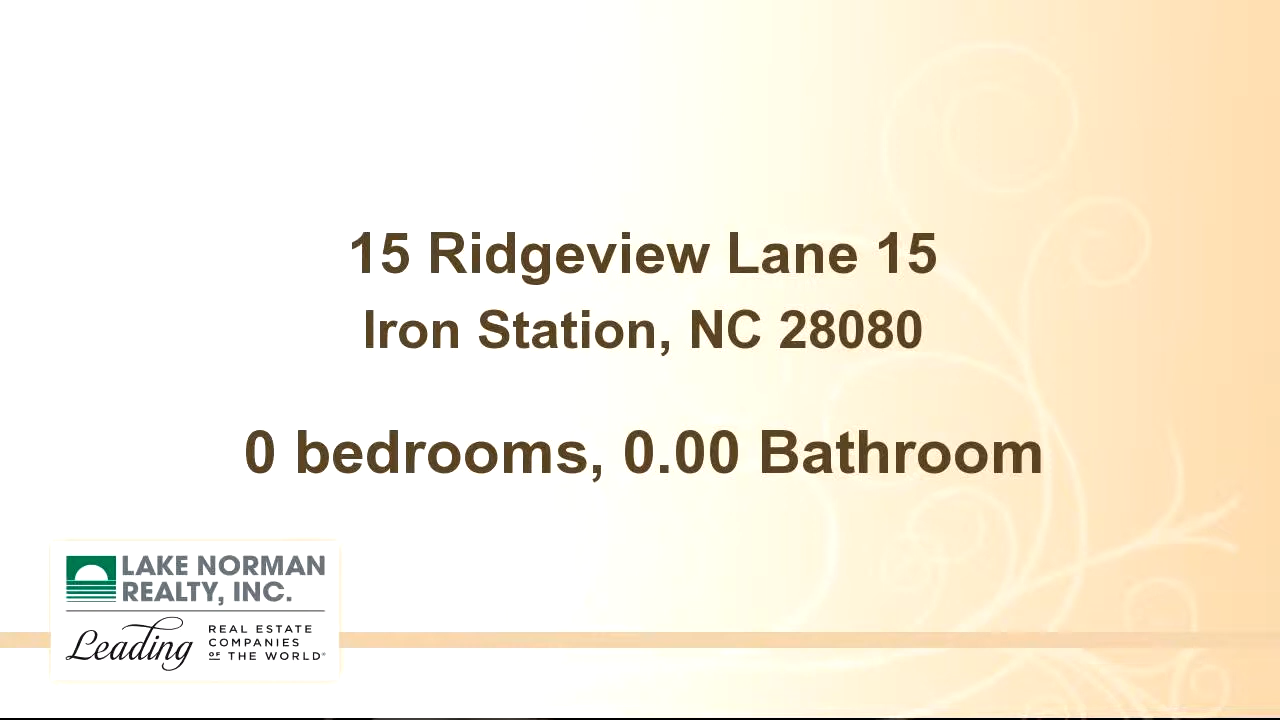 15 Ridgeview Lane 15
Iron Station, NC 28080
0 bedrooms, 0.00 Bathroom
LAKE NORMAN
REALTY, INC.
Leading
REAL ESTATE
COMPANIES
OF THE WORLD®